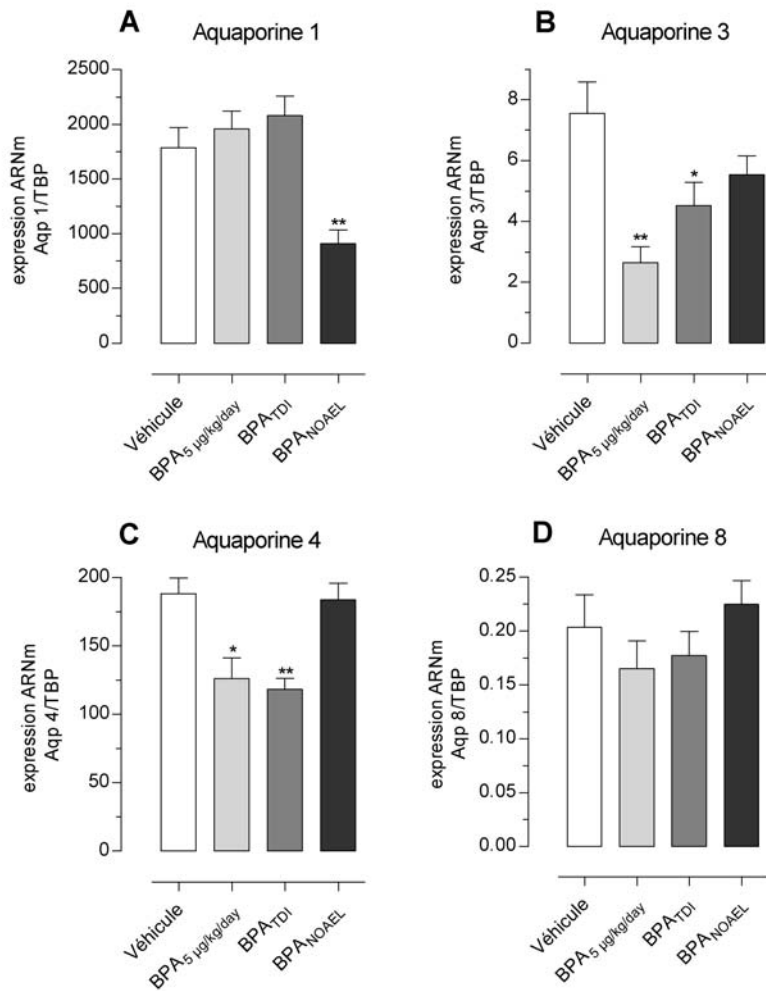 A
Aquaporine 1
expression ARNm
Aqp 1/TBP
2500
2000
1500
1000
500
0
**
Véhicule
BPA5 µg/kg/day
BPATDI
BPANOAEL
B
Aquaporine 3
expression ARNm
Aqp 3/TBP
8
6
4
2
0
**
*
Véhicule
BPA5 µg/kg/day
BPATDI
BPANOAEL
C
Aquaporine 4
expression ARNm
Aqp 4/TBP
200
150
100
50
0
*
**
Véhicule
BPA5 µg/kg/day
BPATDI
BPANOAEL
D
Aquaporine 8
expression ARNm
Aqp 8/TBP
0.25
0.20
0.15
0.10
0.05
0.00
Véhicule
BPA5 µg/kg/day
BPATDI
BPANOAEL